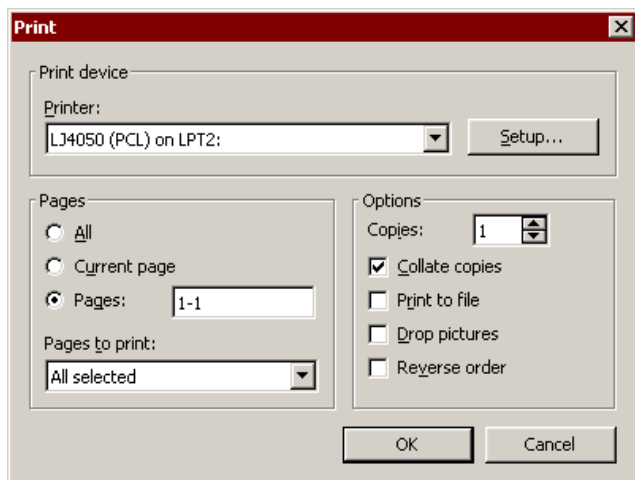 Print
Print device
Printer:
LJ4050 (PCL) on LPT2:
Setup...
Pages
All
Current page
Pages: 1-1
Pages to print:
All selected
Options
Copies: 1
Collate copies
Print to file
Drop pictures
Reverse order
OK
Cancel